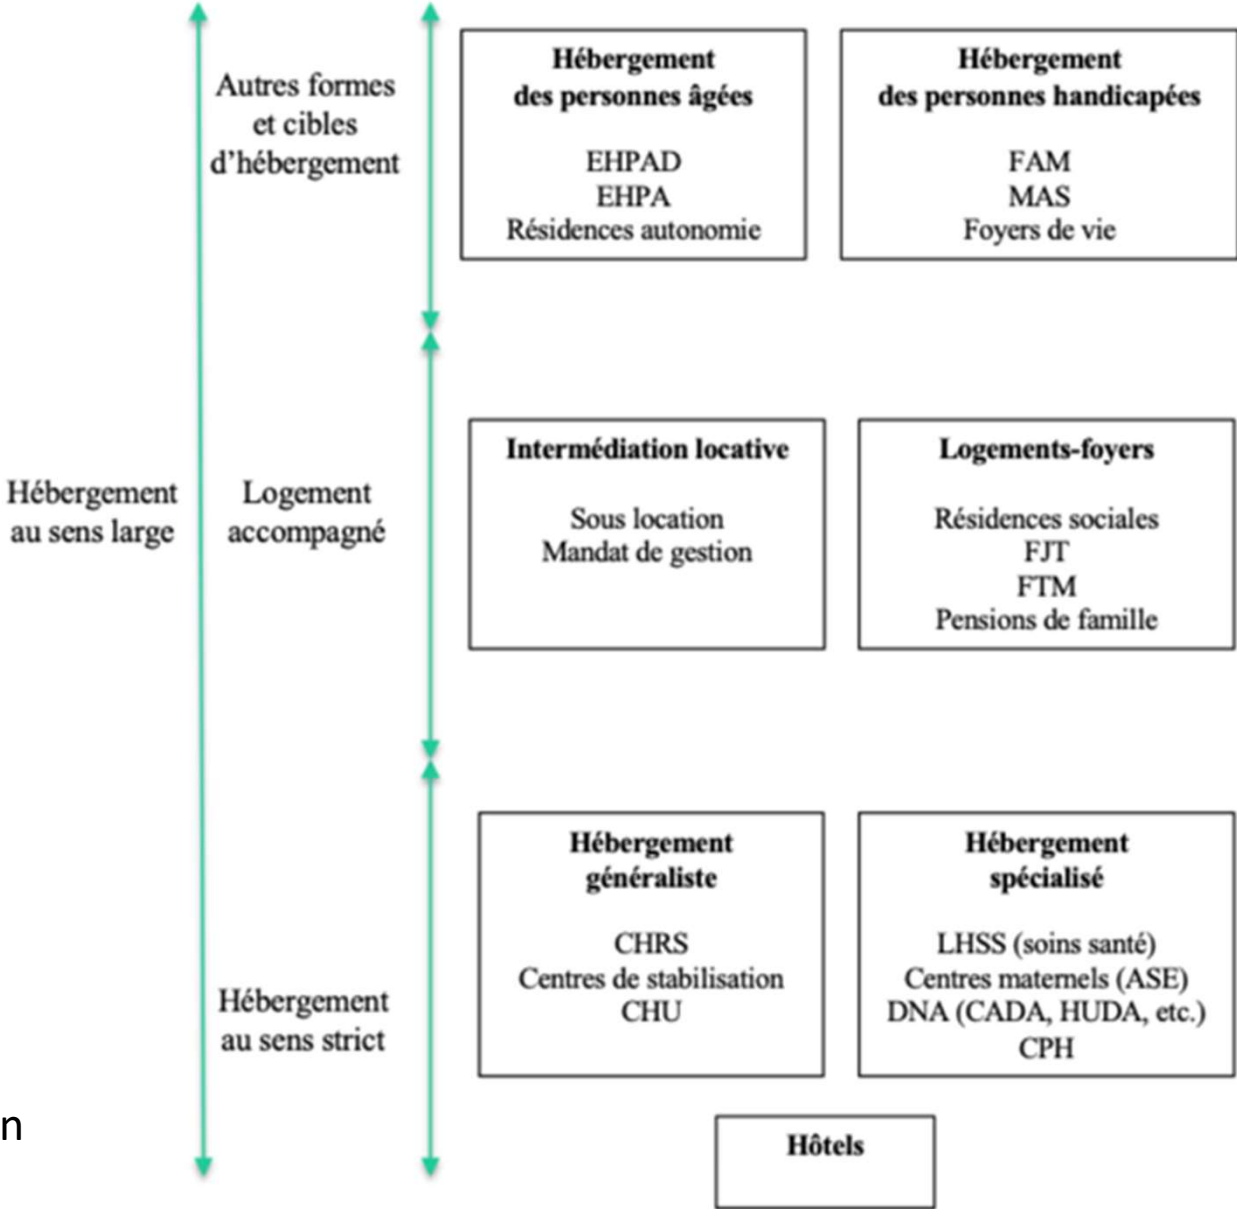 Hébergement
au sens large
Autres formes
et cibles
d’hébergement
Hébergement
des personnes âgées
EHPAD
EHPA
Résidences autonomie
Hébergement
des personnes handicapées
FAM
MAS
Foyers de vie
Logement
accompagné
Intermédiation locative
Sous location
Mandat de gestion
Logements-foyers
Résidences sociales
FJT
FTM
Pensions de famille
Hébergement
au sens strict
Hébergement
généraliste
CHRS
Centres de stabilisation
CHU
Hébergement
spécialisé
LHSS (soins santé)
Centres maternels (ASE)
DNA (CADA, HUDA, etc.)
CPH
Hôtels
n